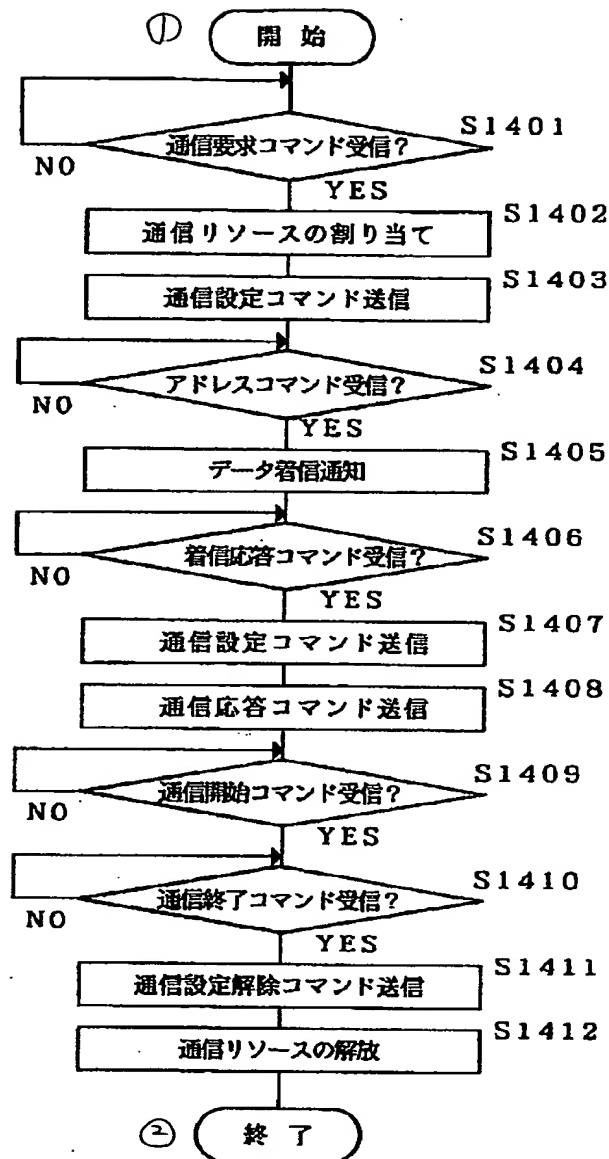 ① 開始
通信要求コマンド受信? S1401
NO
YES
通信リソースの割り当て S1402
通信設定コマンド送信 S1403
アドレスコマンド受信? S1404
NO
YES
データ着信通知 S1405
着信応答コマンド受信? S1406
NO
YES
通信設定コマンド送信 S1407
通信応答コマンド送信 S1408
通信開始コマンド受信? S1409
NO
YES
通信終了コマンド受信? S1410
NO
YES
通信設定解除コマンド送信 S1411
通信リソースの解放 S1412
② 終了